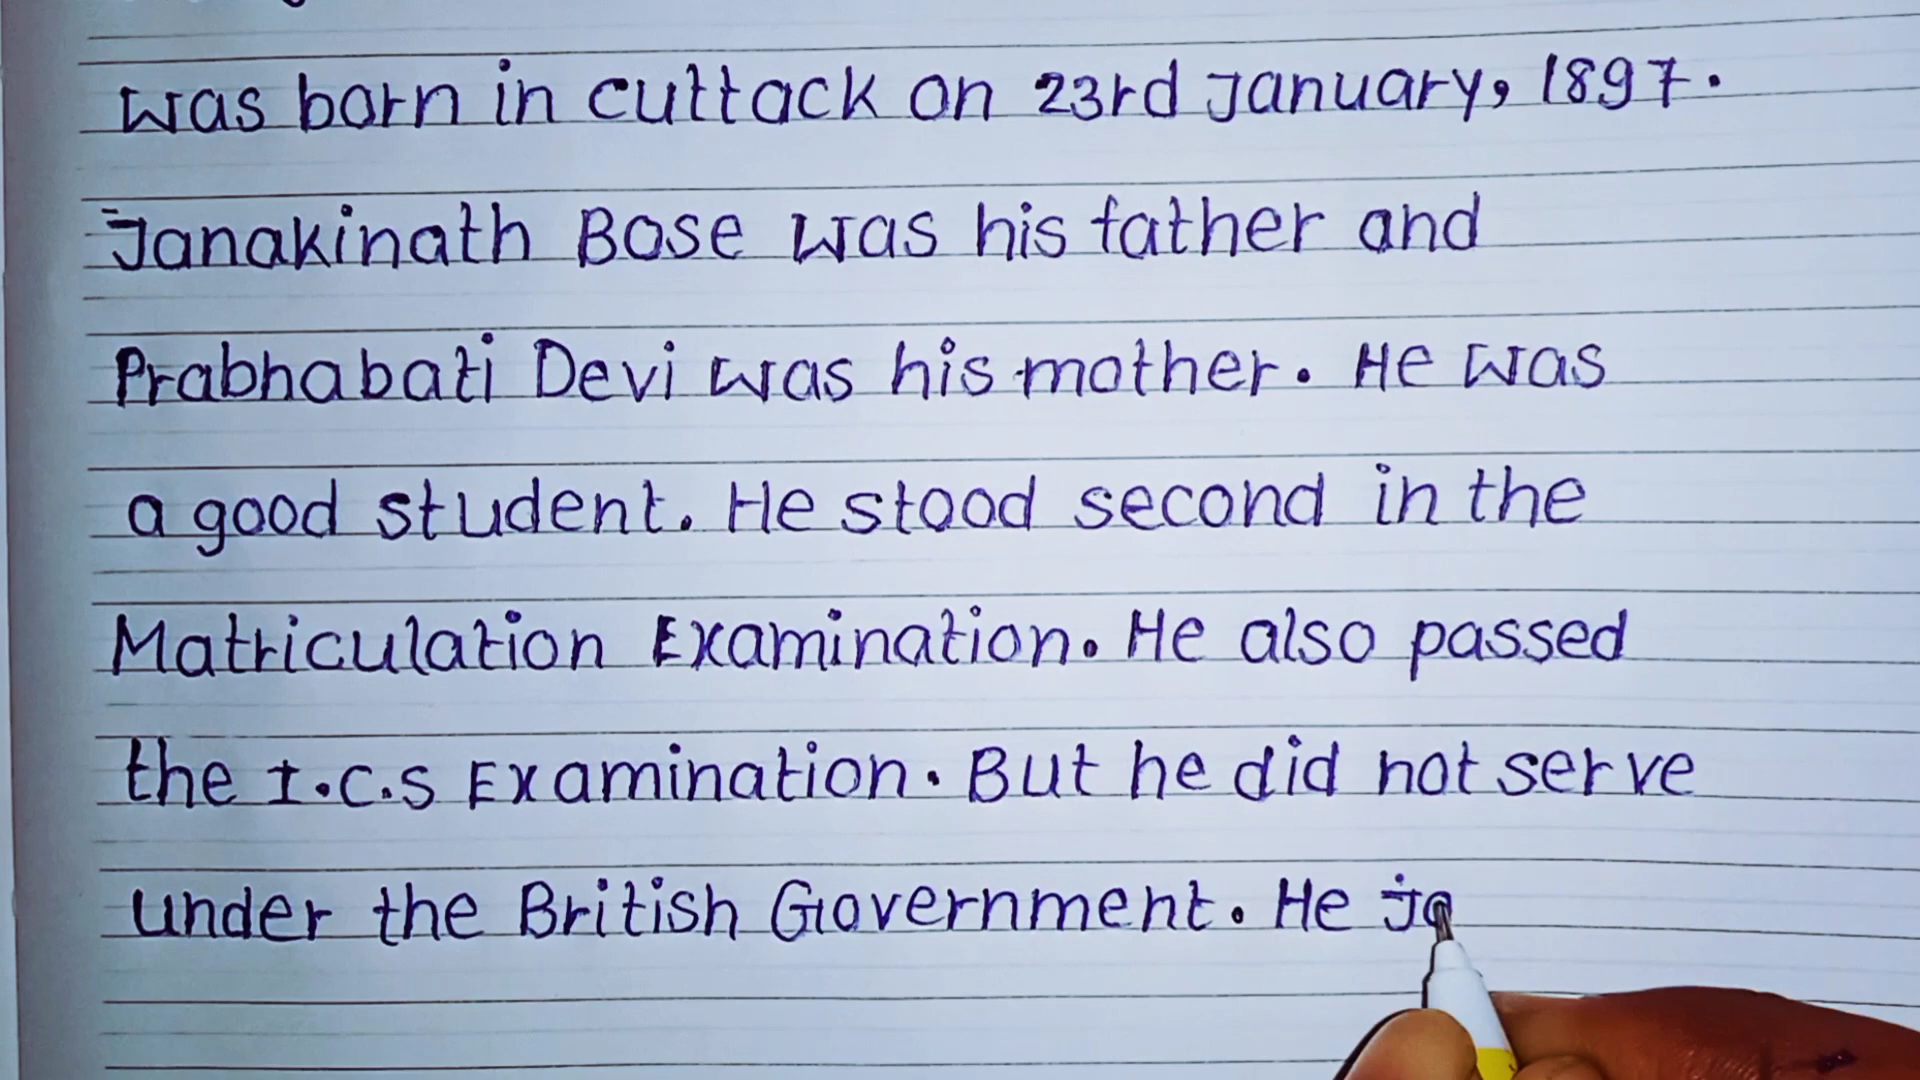 was born in cuttack on 23rd January, 1897.
Janakinath Bose was his father and
Prabhabati Devi was his mother. He was
a good student. He stood second in the
Matriculation Examination. He also passed
the I.C.S Examination. But he did not serve
under the British Government. He jo